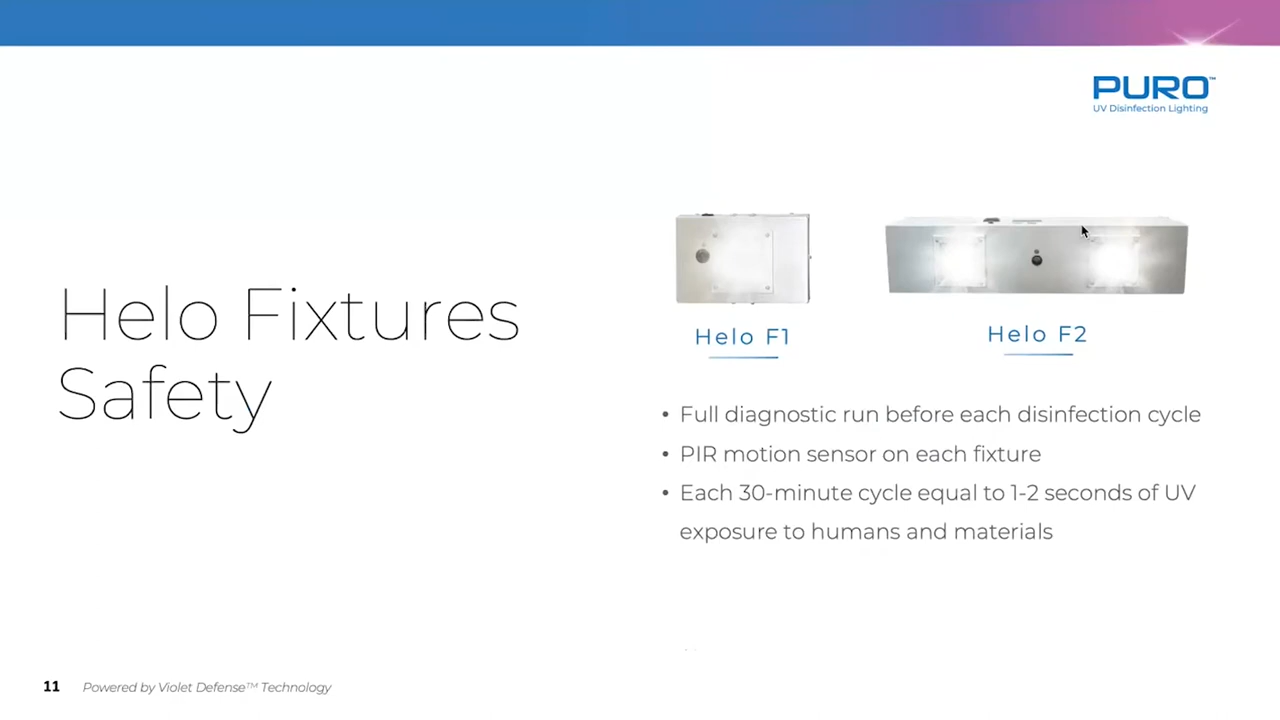 PURO™
UV Disinfection Lighting
Helo Fixtures
Safety
Helo F1
Helo F2
• Full diagnostic run before each disinfection cycle
• PIR motion sensor on each fixture
• Each 30-minute cycle equal to 1-2 seconds of UV
exposure to humans and materials
11 Powered by Violet Defense™ Technology